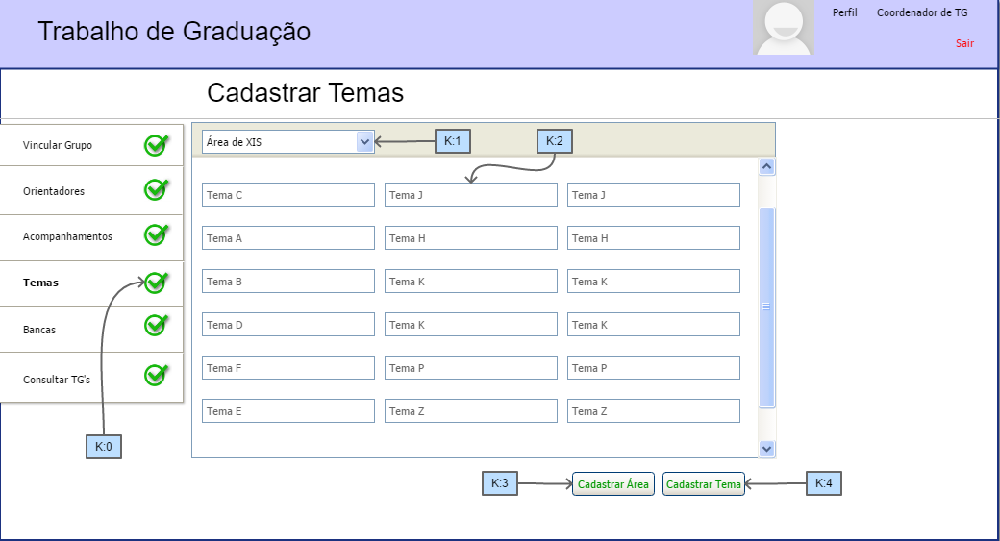 Trabalho de Graduação
Perfil Coordenador de TG
Sair
Cadastrar Temas
Vincular Grupo
Orientadores
Acompanhamentos
Temas
Bancas
Consultar TG's
K:0
Área de XIS
K:1
K:2
Tema C Tema J Tema J
Tema A Tema H Tema H
Tema B Tema K Tema K
Tema D Tema K Tema K
Tema F Tema P Tema P
Tema E Tema Z Tema Z
K:3
Cadastrar Área
Cadastrar Tema
K:4